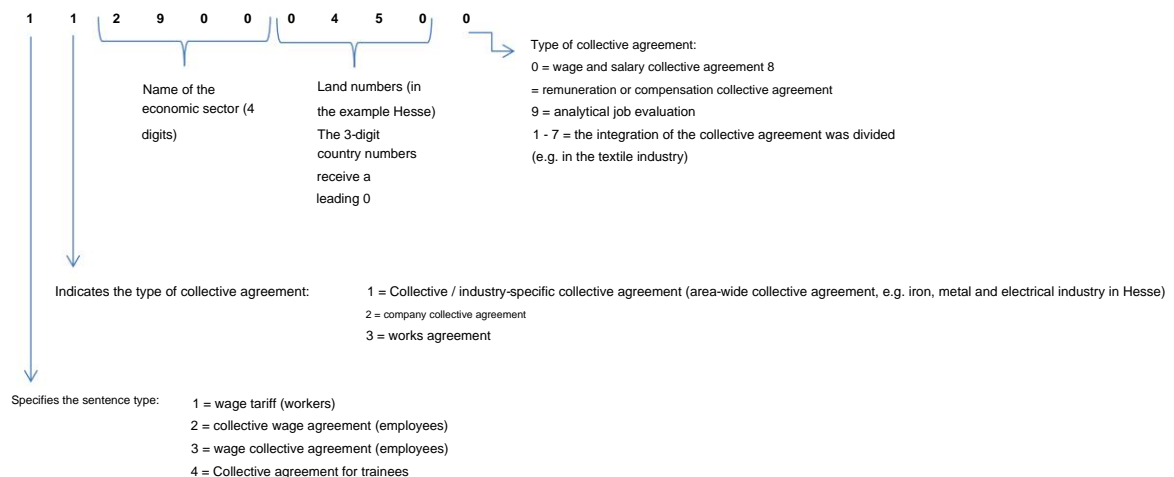 1 1 2 9 0 0 0 4 5 0 0
Type of collective agreement:
0 = wage and salary collective agreement 8
= remuneration or compensation collective agreement
9 = analytical job evaluation
1 - 7 = the integration of the collective agreement was divided
(e.g. in the textile industry)
Name of the
economic sector (4
digits)
Land numbers (in
the example Hesse)
The 3-digit
country numbers
receive a
leading 0
Indicates the type of collective agreement:
1 = Collective / industry-specific collective agreement (area-wide collective agreement, e.g. iron, metal and electrical industry in Hesse)
2 = company collective agreement
3 = works agreement
Specifies the sentence type:
1 = wage tariff (workers)
2 = collective wage agreement (employees)
3 = wage collective agreement (employees)
4 = Collective agreement for trainees